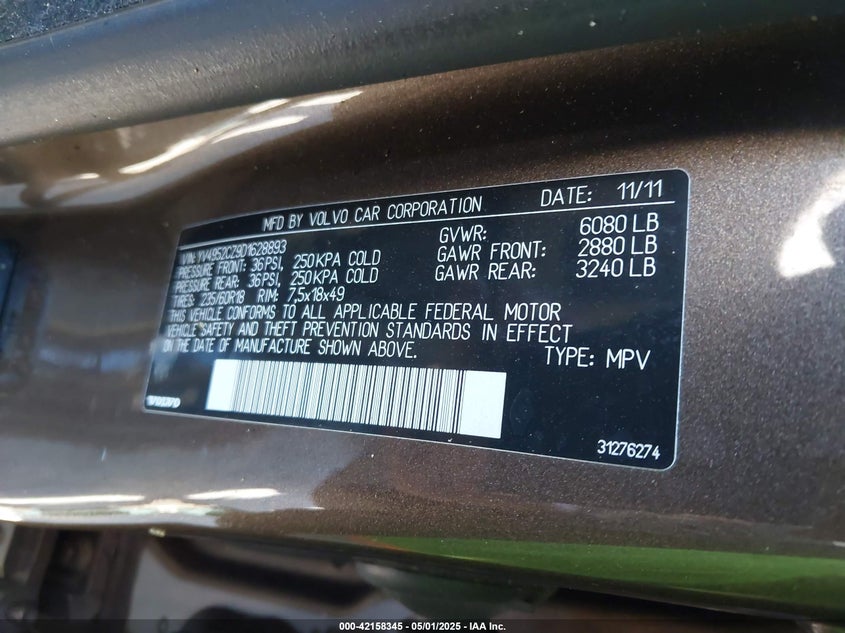 MFD BY VOLVO CAR CORPORATION DATE: 11/11
VIN: YV4952CZ9D1628893
PRESSURE FRONT: 36PSI, 250KPA COLD
PRESSURE REAR: 36PSI, 250KPA COLD
TIRES: 235/60R18 RIM: 7,5x18x49
GVWR: 6080 LB
GAWR FRONT: 2880 LB
GAWR REAR: 3240 LB
THIS VEHICLE CONFORMS TO ALL APPLICABLE FEDERAL MOTOR
VEHICLE SAFETY AND THEFT PREVENTION STANDARDS IN EFFECT
ON THE DATE OF MANUFACTURE SHOWN ABOVE.
TYPE: MPV
VOLVO
31276274
000-42158345 - 05/01/2025 - IAA Inc.